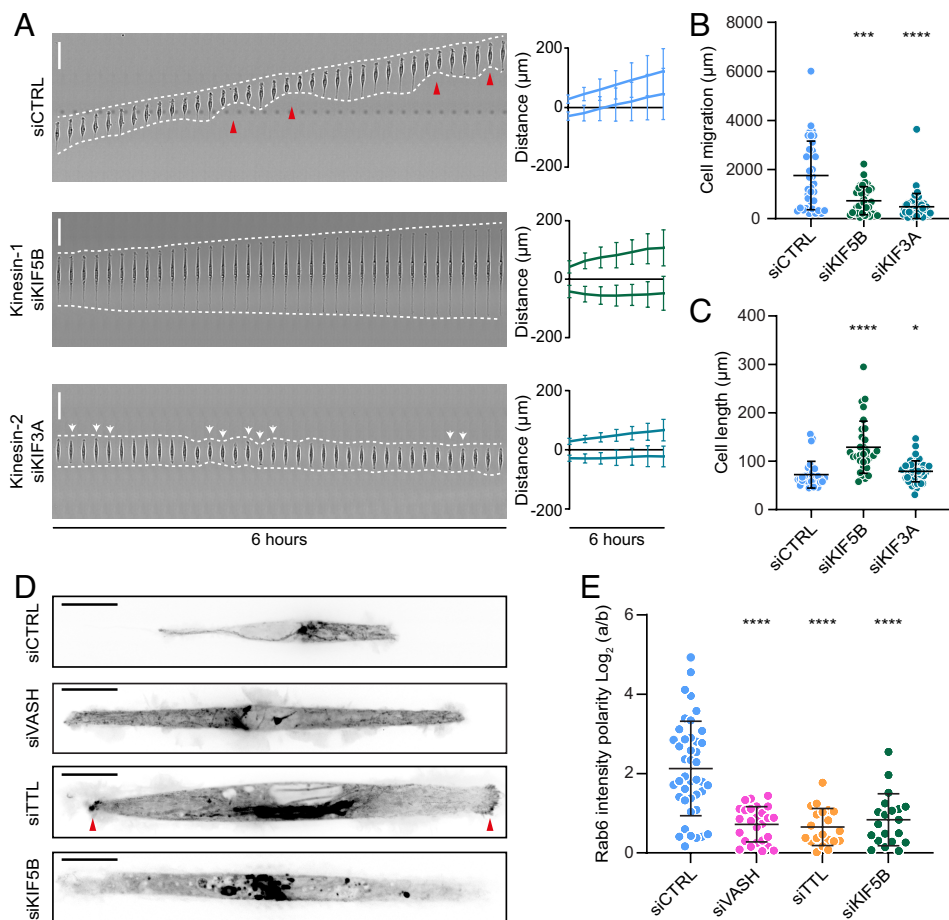 A
siCTRL
Distance (μm)
200
0
-200
Kinesin-1
siKIF5B
Distance (μm)
200
0
-200
Kinesin-2
siKIF3A
Distance (μm)
200
0
-200
6 hours
6 hours
B
Cell migration (μm)
8000
6000
4000
2000
0
***
****
siCTRL
siKIF5B
siKIF3A
C
Cell length (μm)
400
300
200
100
0
****
*
siCTRL
siKIF5B
siKIF3A
D
siCTRL
siVASH
siTTL
siKIF5B
E
Rab6 intensity polarity Log₂ (a/b)
6
4
2
0
****
****
****
siCTRL
siVASH
siTTL
siKIF5B